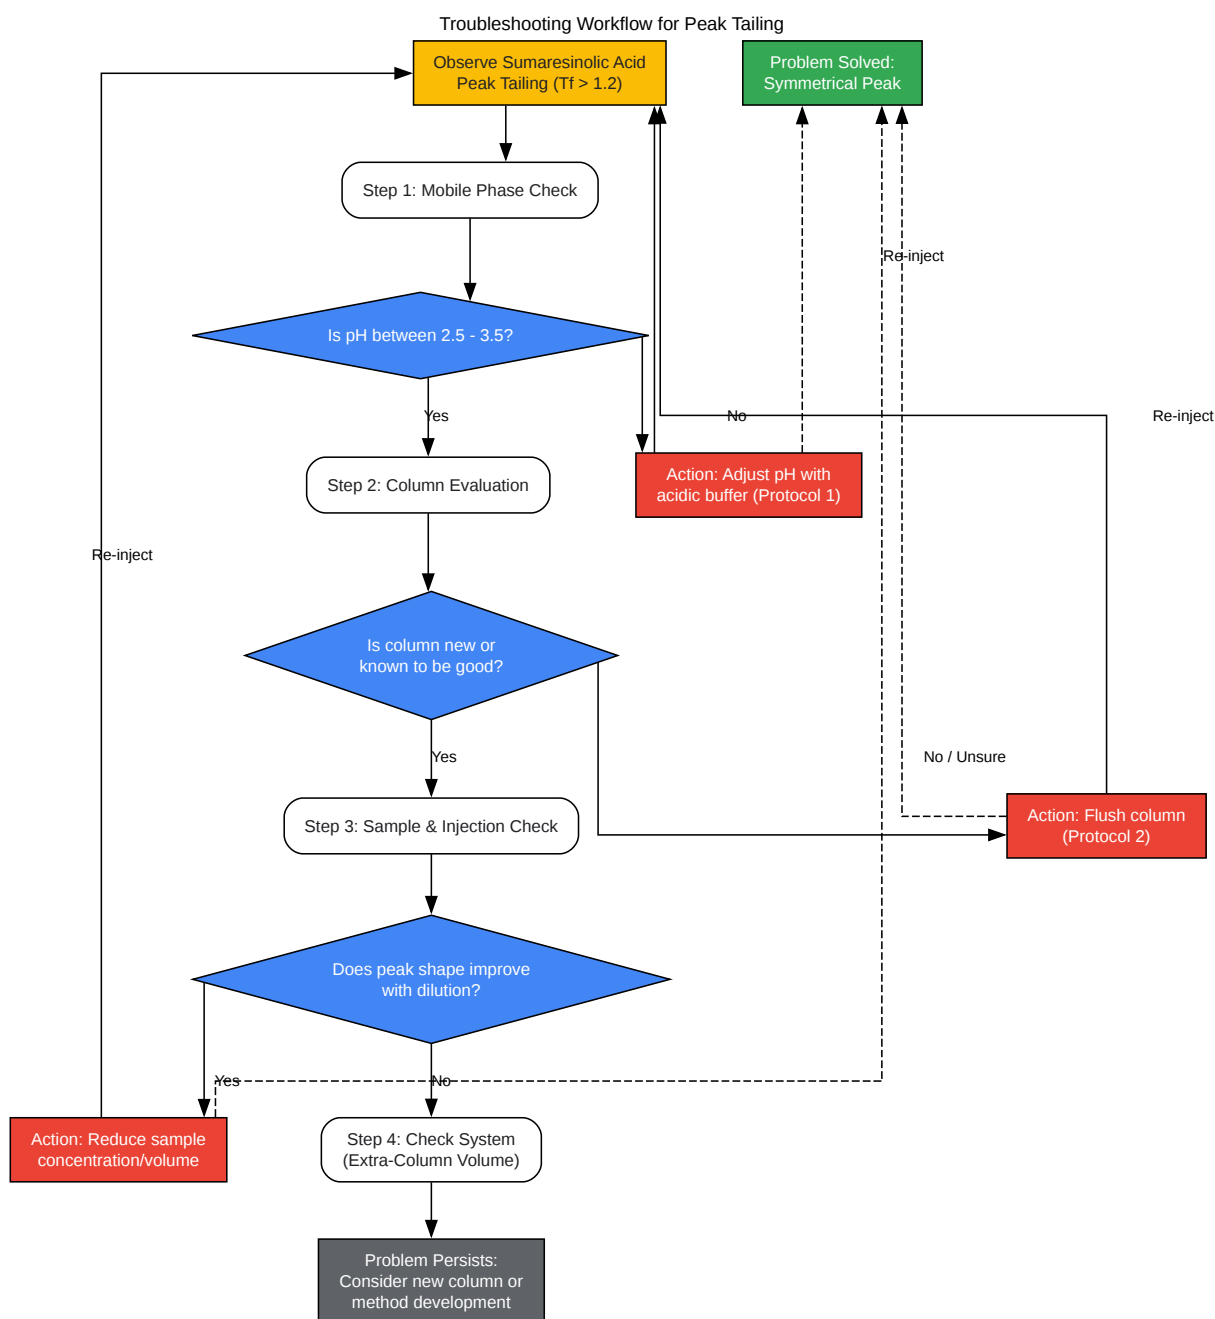 Troubleshooting Workflow for Peak Tailing
Observe Sumaresinolic Acid
Peak Tailing (Tf > 1.2)
Problem Solved:
Symmetrical Peak
Step 1: Mobile Phase Check
Re-inject
Is pH between 2.5 - 3.5?
Yes
No
Re-inject
Action: Adjust pH with
acidic buffer (Protocol 1)
Step 2: Column Evaluation
Re-inject
Is column new or
known to be good?
Yes
No / Unsure
Action: Flush column
(Protocol 2)
Step 3: Sample & Injection Check
Does peak shape improve
with dilution?
Yes
No
Action: Reduce sample
concentration/volume
Step 4: Check System
(Extra-Column Volume)
Problem Persists:
Consider new column or
method development